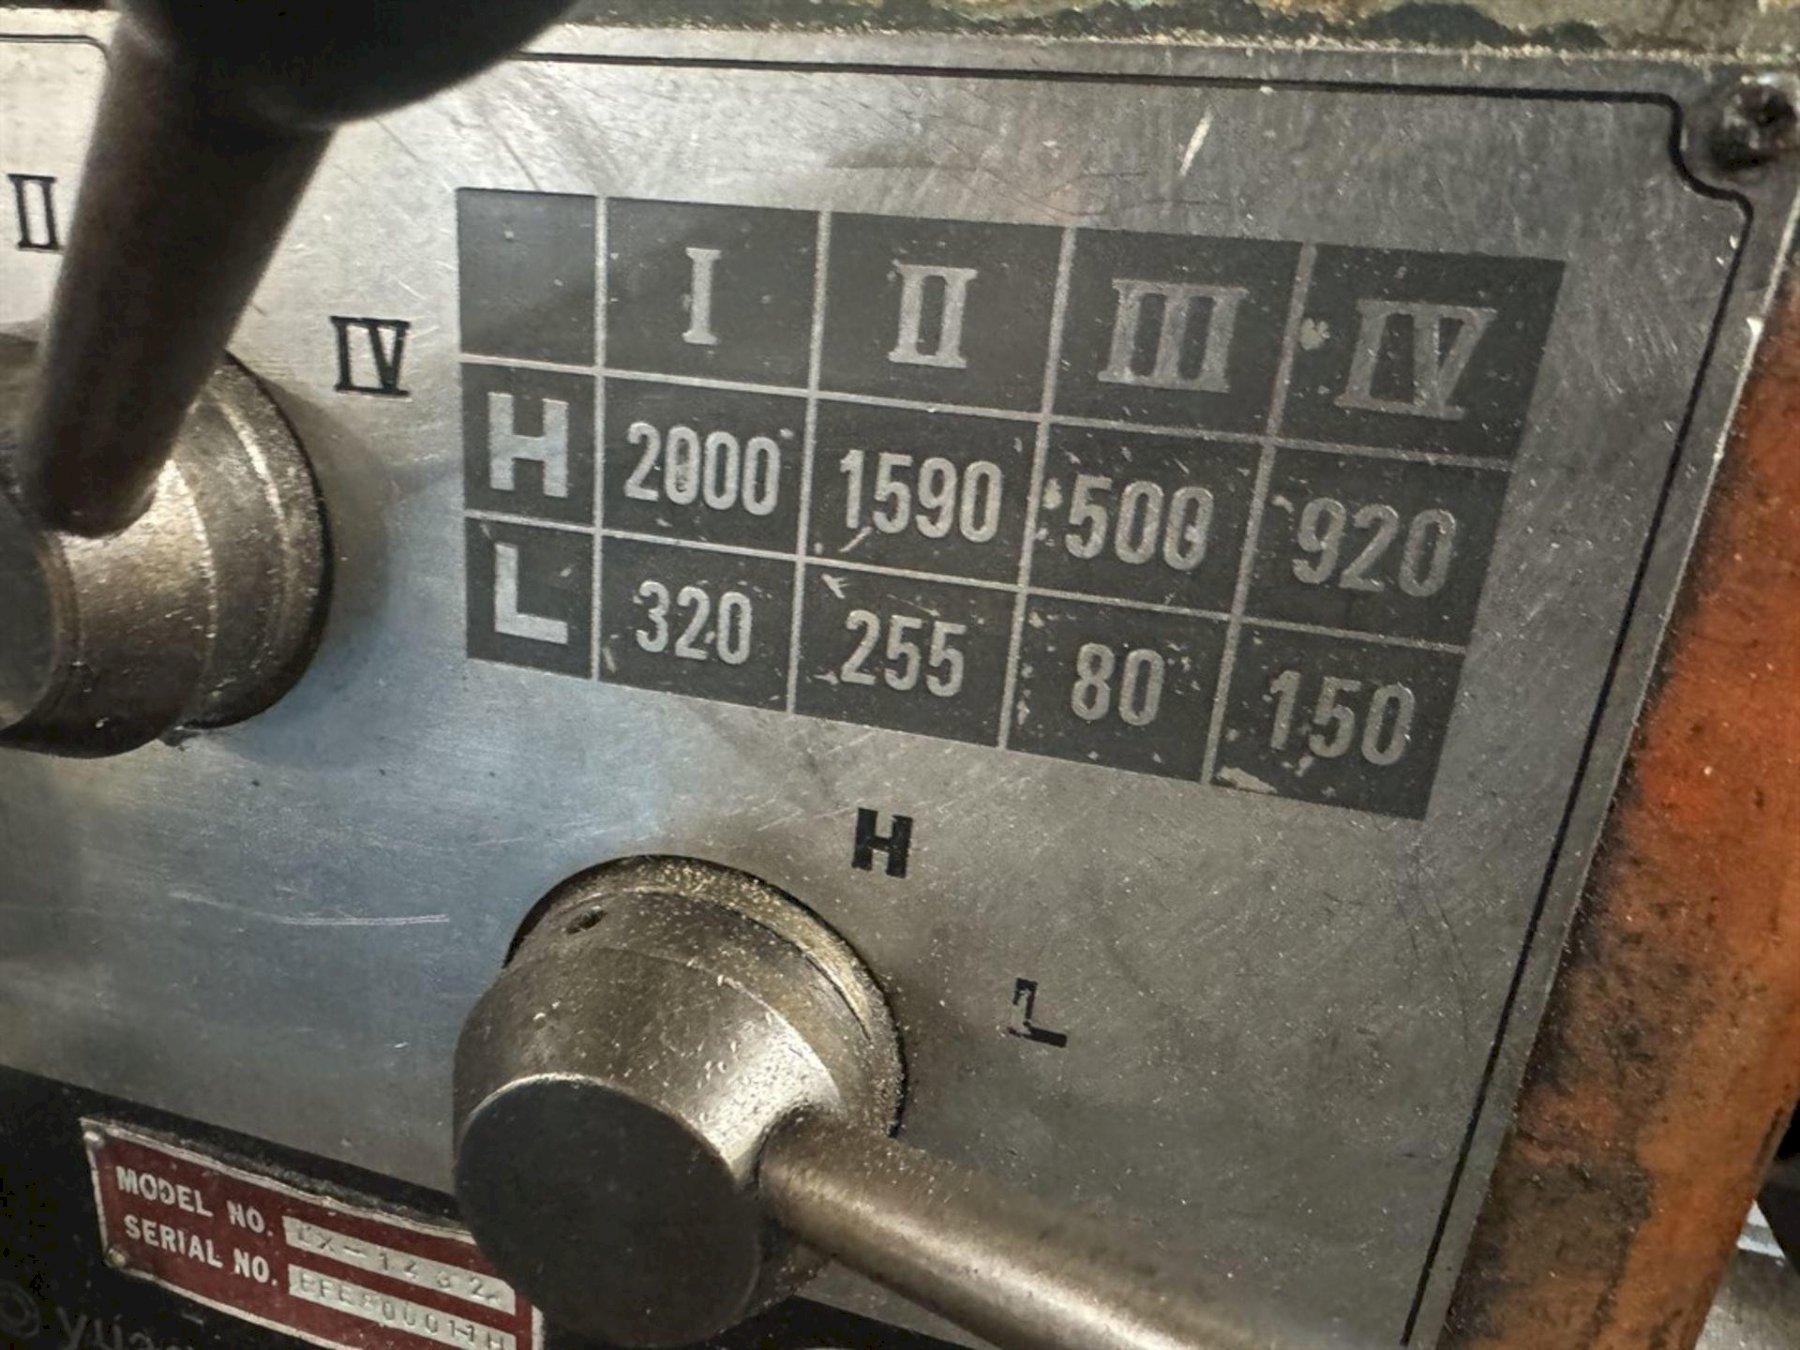 II
IV
I II III IV
H 2000 1590 500 920
L 320 255 80 150
H
L
MODEL NO.
SERIAL NO.